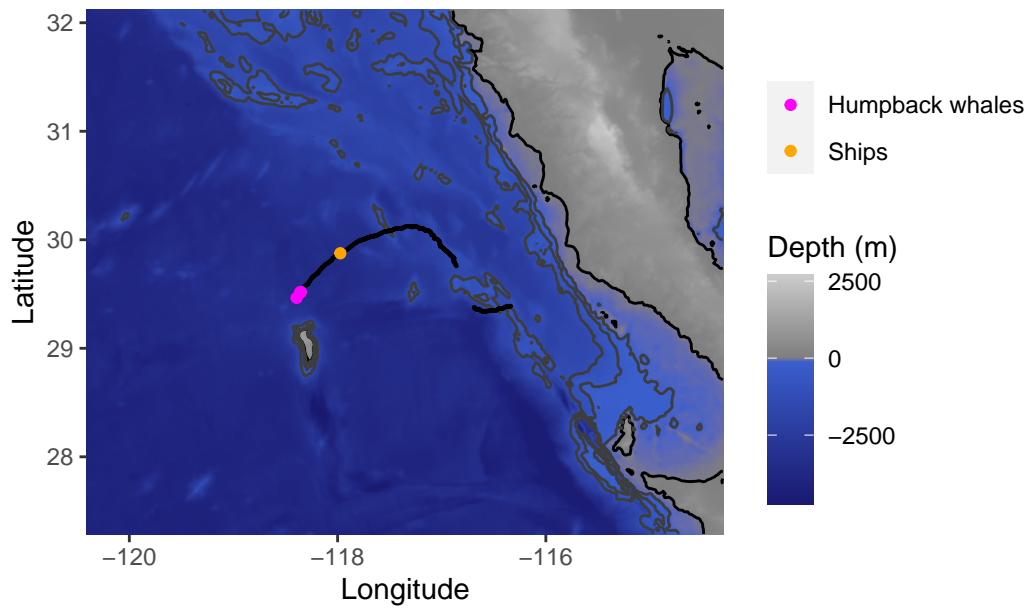 32
31
30
29
28
Latitude
−120
−118
−116
Longitude
Humpback whales
Ships
Depth (m)
2500
0
−2500